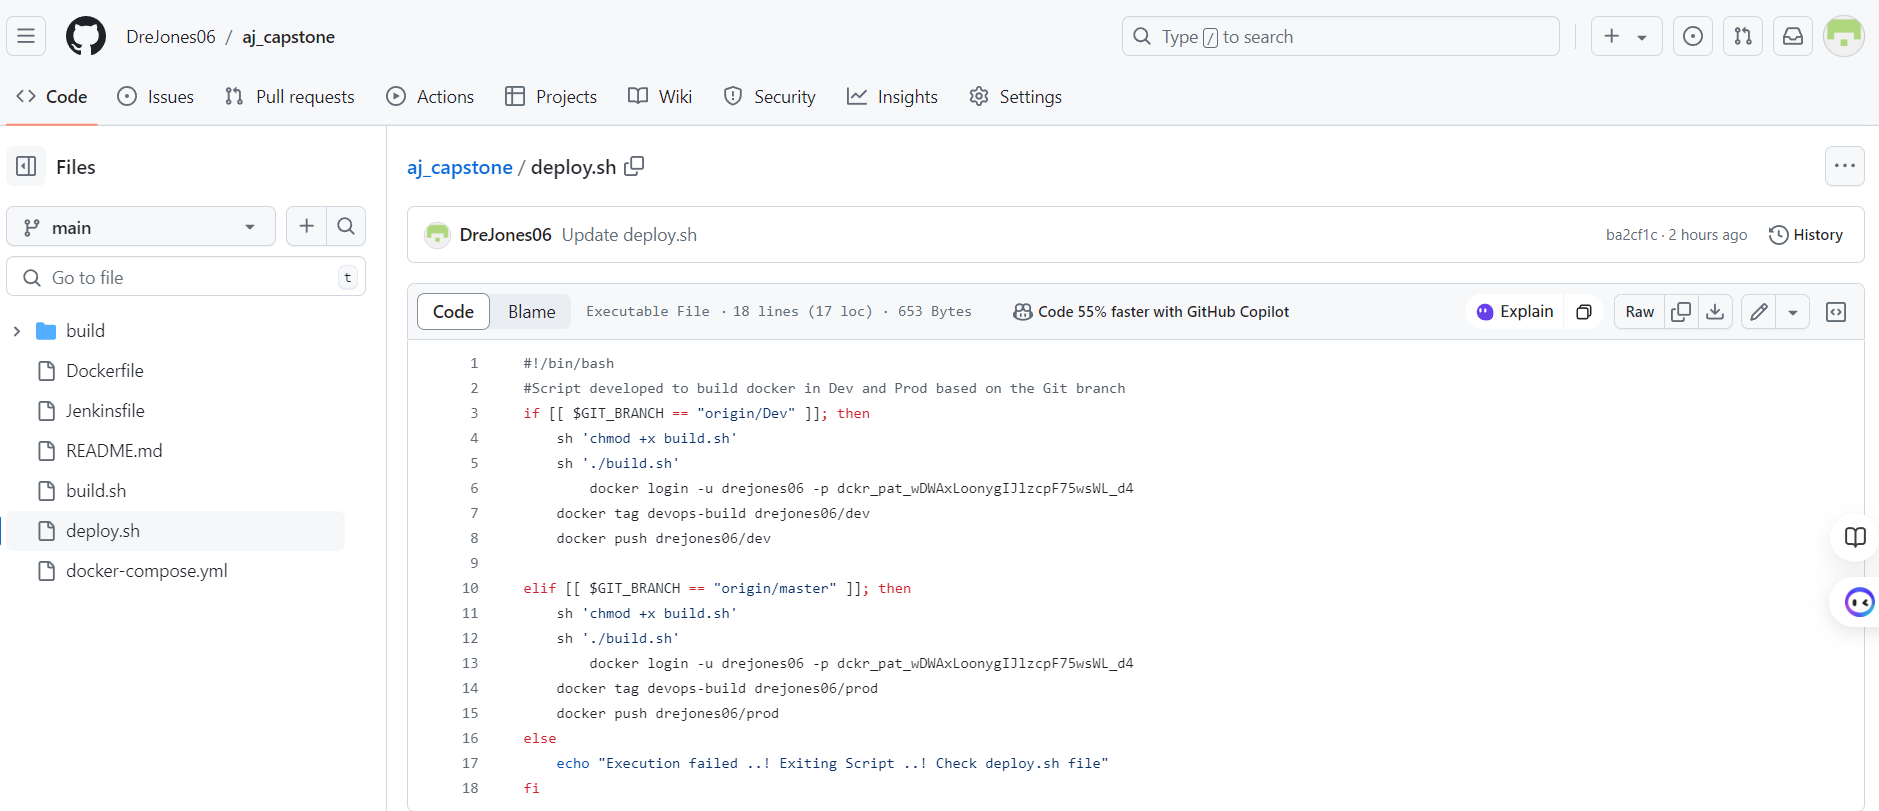 DreJones06 / aj_capstone
Type / to search
Code
Issues
Pull requests
Actions
Projects
Wiki
Security
Insights
Settings
Files
main
Go to file
t
build
Dockerfile
Jenkinsfile
README.md
build.sh
deploy.sh
docker-compose.yml
aj_capstone / deploy.sh
DreJones06 Update deploy.sh
ba2cf1c · 2 hours ago
History
Code
Blame
Executable File · 18 lines (17 loc) · 653 Bytes
Code 55% faster with GitHub Copilot
Explain
Raw
1 #!/bin/bash
2 #Script developed to build docker in Dev and Prod based on the Git branch
3 if [[ $GIT_BRANCH == "origin/Dev" ]]; then
4 sh 'chmod +x build.sh'
5 sh './build.sh'
6 docker login -u drejones06 -p dckr_pat_wDWAxLoonygIJlzcpF75wsWL_d4
7 docker tag devops-build drejones06/dev
8 docker push drejones06/dev
9
10 elif [[ $GIT_BRANCH == "origin/master" ]]; then
11 sh 'chmod +x build.sh'
12 sh './build.sh'
13 docker login -u drejones06 -p dckr_pat_wDWAxLoonygIJlzcpF75wsWL_d4
14 docker tag devops-build drejones06/prod
15 docker push drejones06/prod
16 else
17 echo "Execution failed ..! Exiting Script ..! Check deploy.sh file"
18 fi